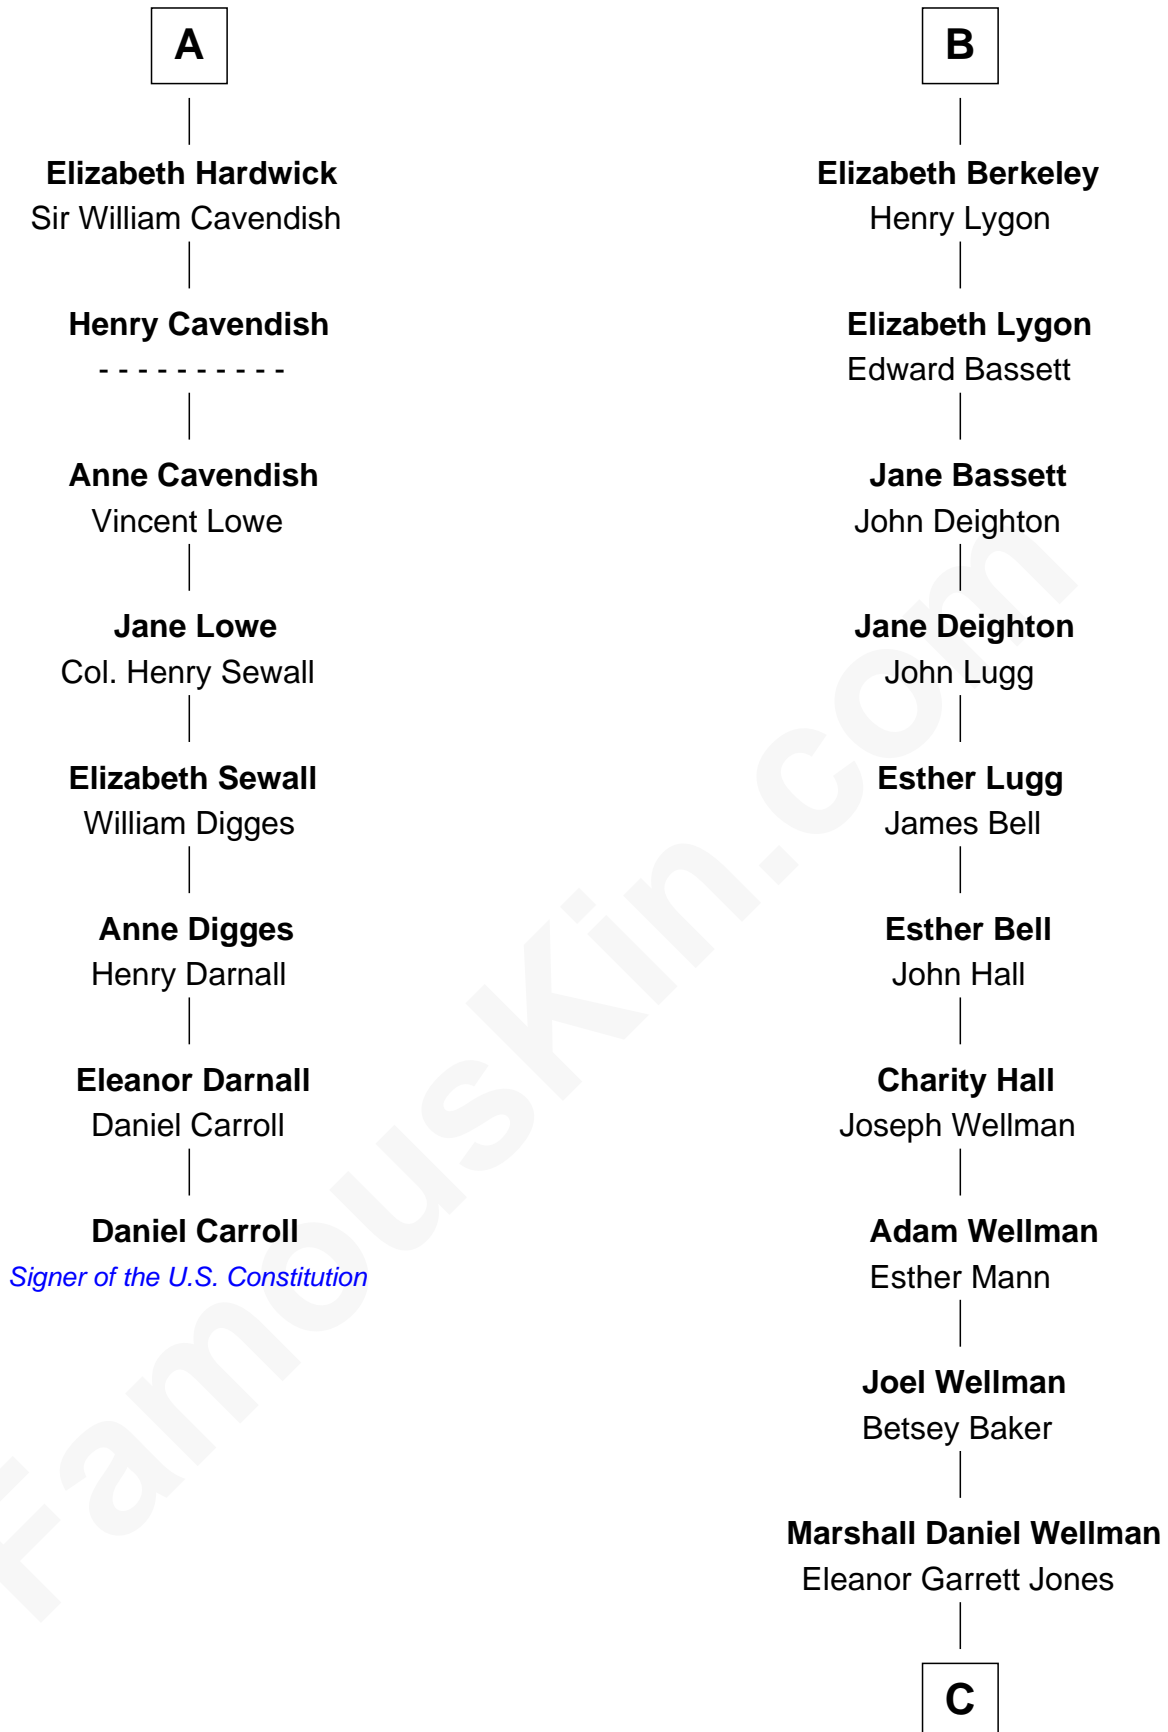 A
Elizabeth Hardwick
Sir William Cavendish
Henry Cavendish
- - - - - - - - - -
Anne Cavendish
Vincent Lowe
Jane Lowe
Col. Henry Sewall
Elizabeth Sewall
William Digges
Anne Digges
Henry Darnall
Eleanor Darnall
Daniel Carroll
Daniel Carroll
Signer of the U.S. Constitution
B
Elizabeth Berkeley
Henry Lygon
Elizabeth Lygon
Edward Bassett
Jane Bassett
John Deighton
Jane Deighton
John Lugg
Esther Lugg
James Bell
Esther Bell
John Hall
Charity Hall
Joseph Wellman
Adam Wellman
Esther Mann
Joel Wellman
Betsey Baker
Marshall Daniel Wellman
Eleanor Garrett Jones
C
FamousKin.com